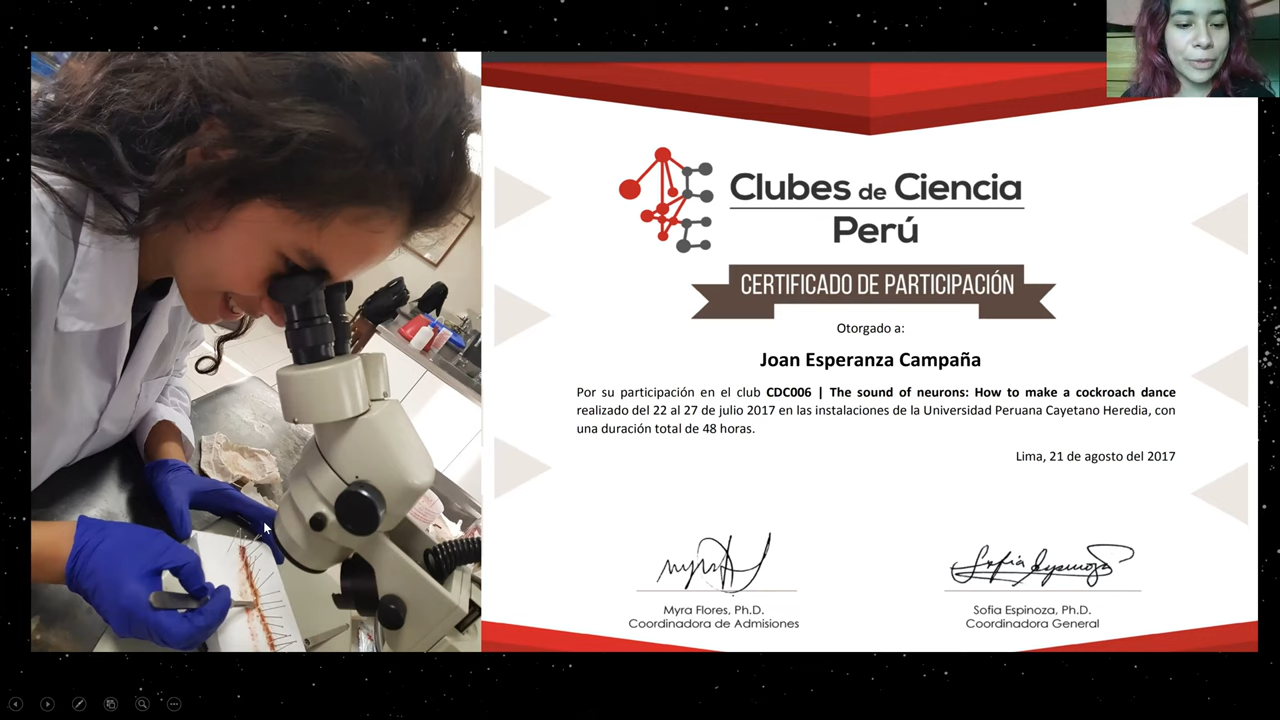 Clubes de Ciencia
Perú
CERTIFICADO DE PARTICIPACIÓN
Otorgado a:
Joan Esperanza Campaña
Por su participación en el club CDC006 | The sound of neurons: How to make a cockroach dance
realizado del 22 al 27 de julio 2017 en las instalaciones de la Universidad Peruana Cayetano Heredia, con
una duración total de 48 horas.
Lima, 21 de agosto del 2017
Myra Flores, Ph.D.
Coordinadora de Admisiones
Sofia Espinoza, Ph.D.
Coordinadora General